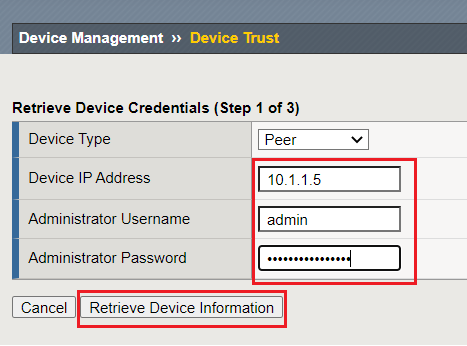 Device Management ›› Device Trust
Retrieve Device Credentials (Step 1 of 3)
Device Type Peer
Device IP Address 10.1.1.5
Administrator Username admin
Administrator Password ••••••••••••••••
Cancel Retrieve Device Information